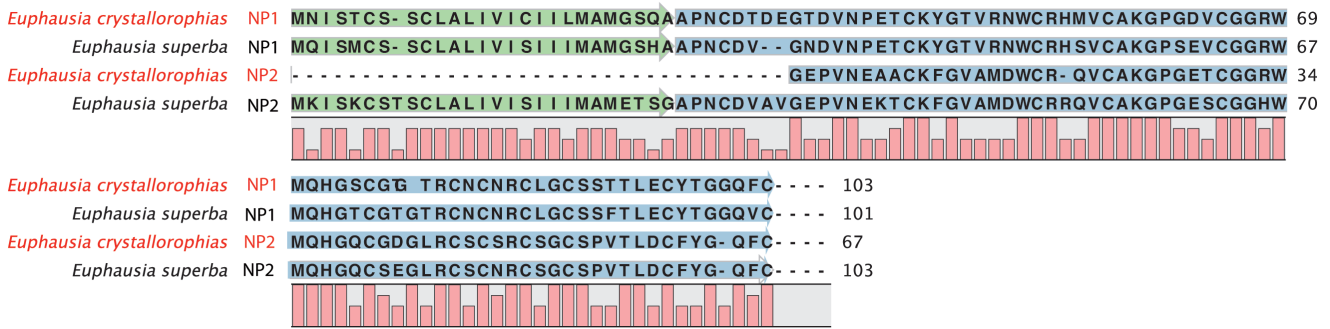 Euphausia crystallorophias NP1 MNISTCS-SCLALIVICIILMAMGSQAAPNCDTDEGTDVNPETCKYGTVRNWCRHMVCAKGPGDVCGGRW 69
Euphausia superba NP1 MQISMCS-SCLALIVISIIIMAMGSHAAPNCDV--GNDVNPETCKYGTVRNWCRHSVCAKGPSEVCGGRW 67
Euphausia crystallorophias NP2 -----------------------------------GEPVNEAACKFGVAMDWCR-QVCAKGPGETCGGRW 34
Euphausia superba NP2 MKISKCSTSCLALIVISIIIMAMETSGAPNCDVAVGEPVNEKTCKFGVAMDWCRRQVCAKGPGESCGGHW 70
Euphausia crystallorophias NP1 MQHGSCGTG TRCNCNRCLGCSSTTLECYTGGQFC---- 103
Euphausia superba NP1 MQHGTCGTGTRCNCNRCLGCSSFTLECYTGGQVC---- 101
Euphausia crystallorophias NP2 MQHGQCGDGLRCSCSRCSGCSPVTLDCFYG-QFC---- 67
Euphausia superba NP2 MQHGQCSEGLRCSCNRCSGCSPVTLDCFYG-QFC---- 103